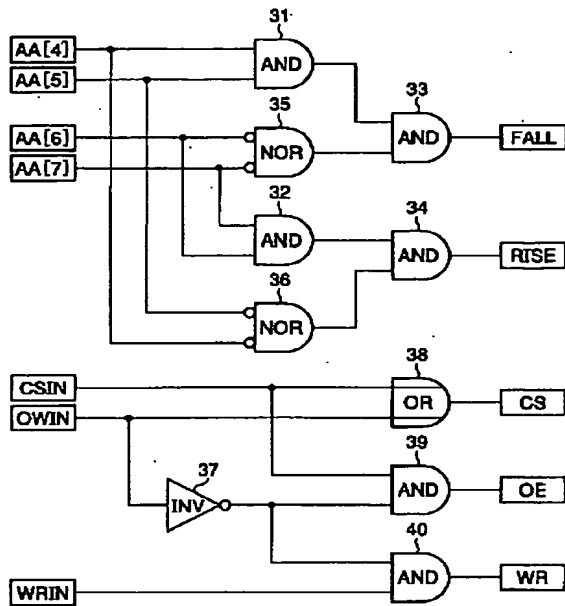 31
AA[4]
AND
AA[5]
33
35
AA[6]
AND
FALL
NOR
AA[7]
32
34
AND
AND
RISE
36
NOR
38
CSIN
OR
CS
OWIN
39
37
AND
OE
INV
40
AND
WR
WRIN